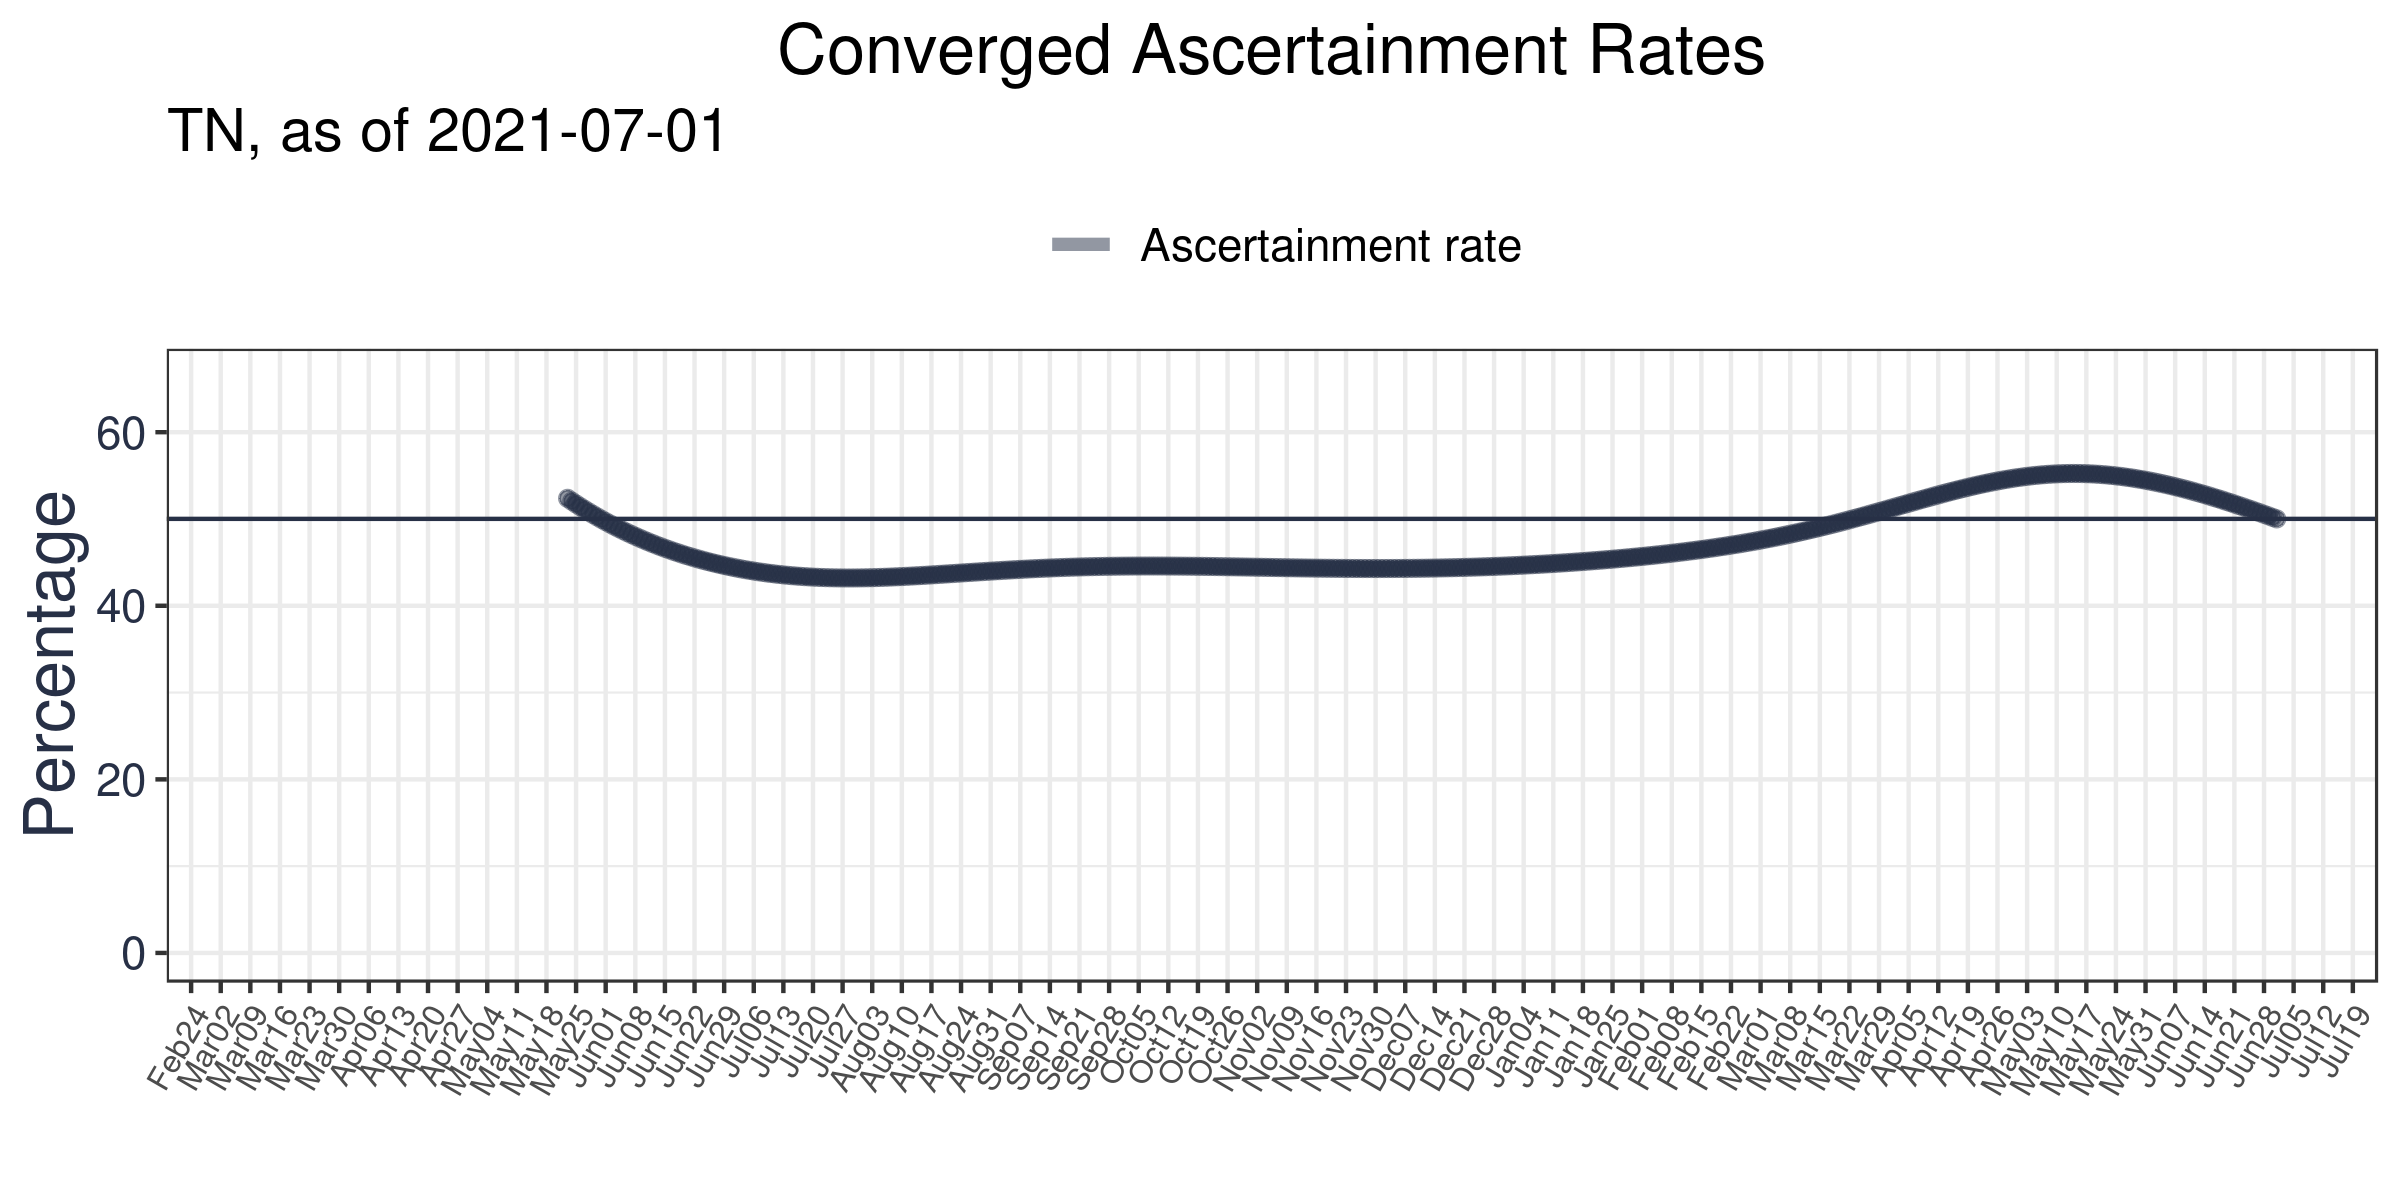 Converged Ascertainment Rates
TN, as of 2021-07-01
Ascertainment rate
Percentage
60
40
20
0
Feb24
Mar02
Mar09
Mar16
Mar23
Mar30
Apr06
Apr13
Apr20
Apr27
May04
May11
May18
May25
Jun01
Jun08
Jun15
Jun22
Jun29
Jul06
Jul13
Jul20
Jul27
Aug03
Aug10
Aug17
Aug24
Aug31
Sep07
Sep14
Sep21
Sep28
Oct05
Oct12
Oct19
Oct26
Nov02
Nov09
Nov16
Nov23
Nov30
Dec07
Dec14
Dec21
Dec28
Jan04
Jan11
Jan18
Jan25
Feb01
Feb08
Feb15
Feb22
Mar01
Mar08
Mar15
Mar22
Mar29
Apr05
Apr12
Apr19
Apr26
May03
May10
May17
May24
May31
Jun07
Jun14
Jun21
Jun28
Jul05
Jul12
Jul19